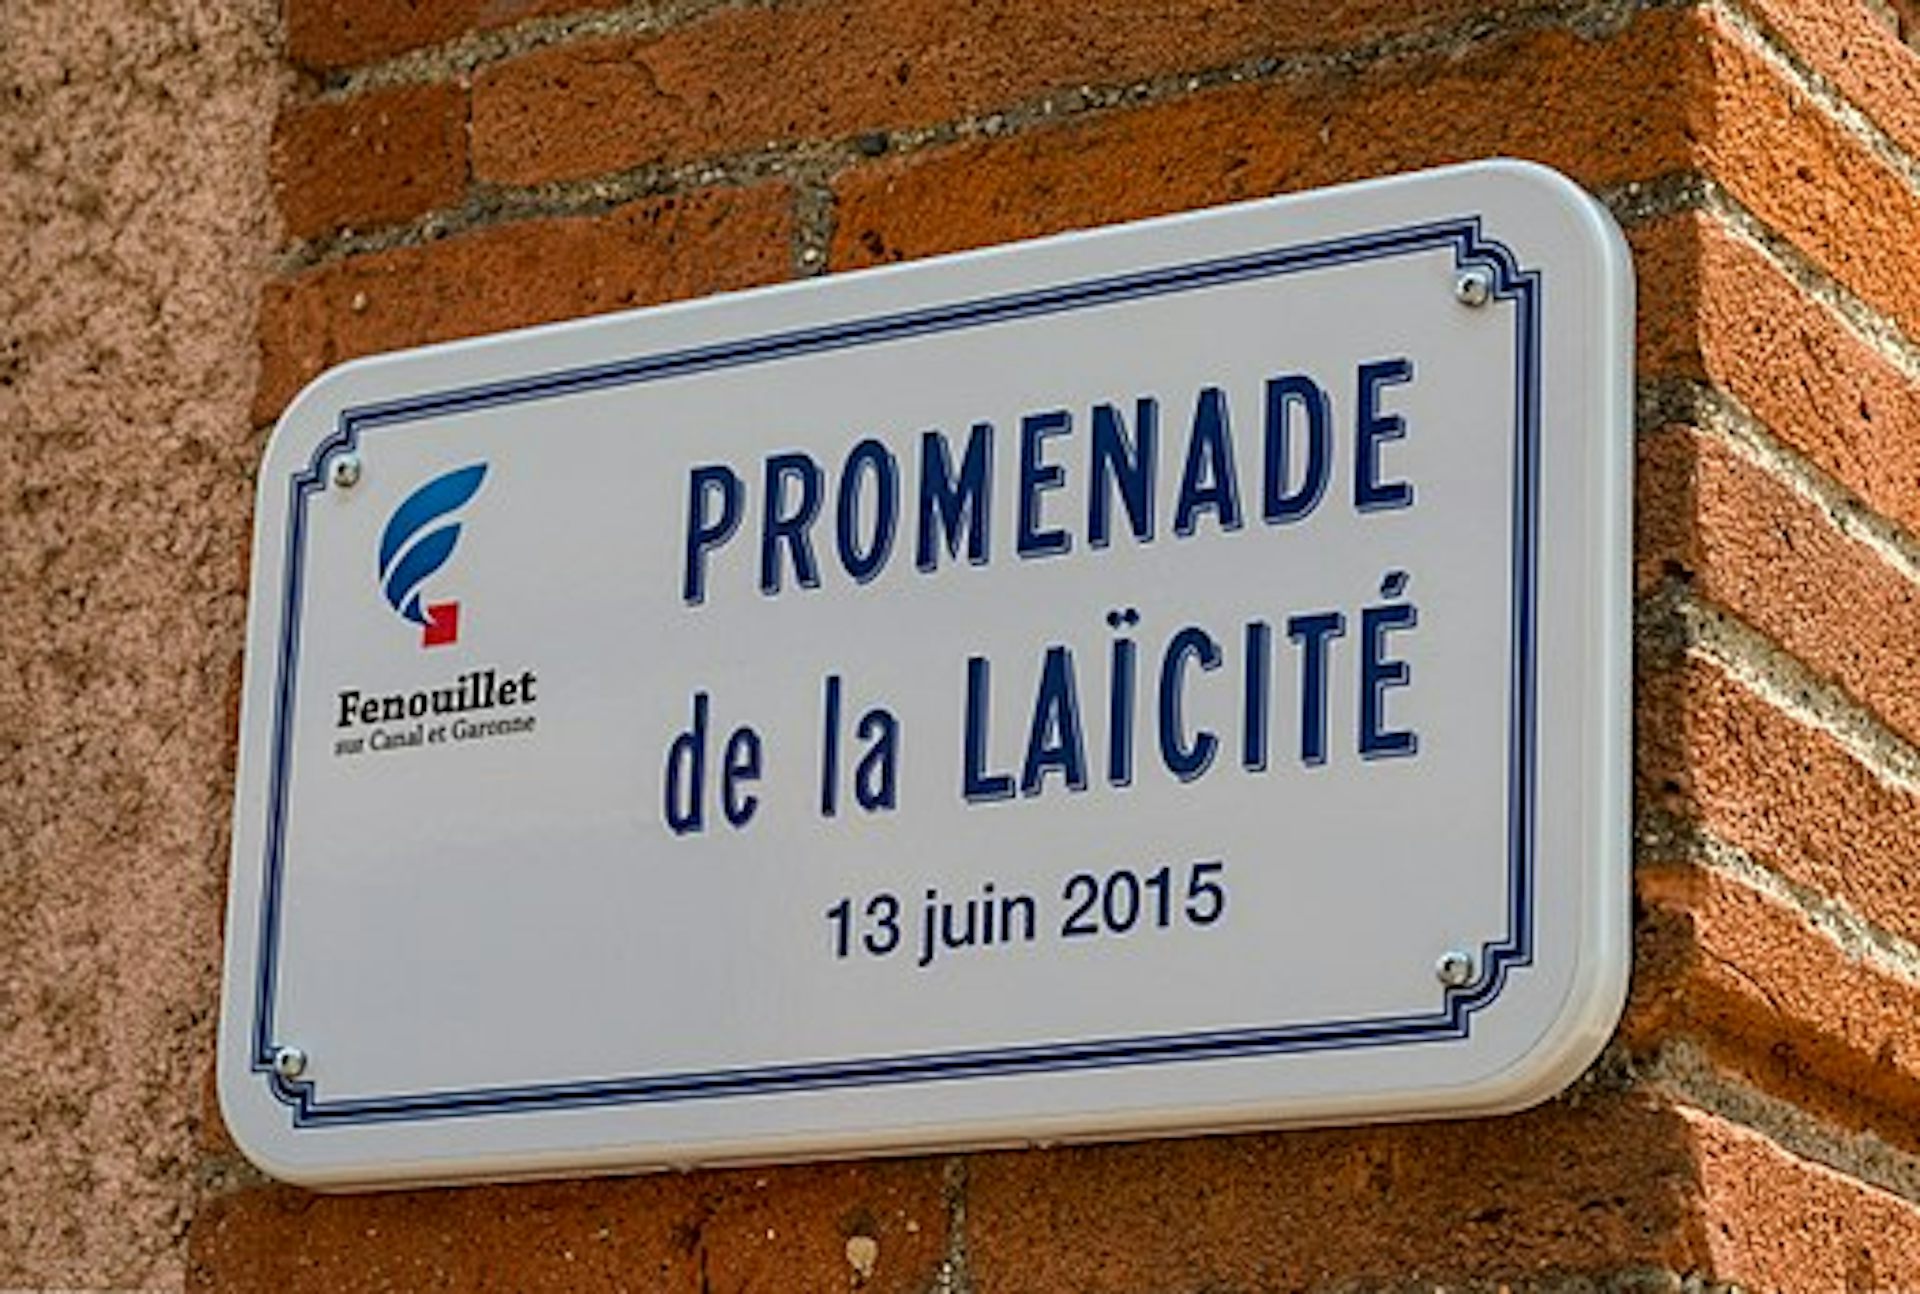 Fenouillet
sur Canal et Garonne
PROMENADE
de la LAÏCITÉ
13 juin 2015